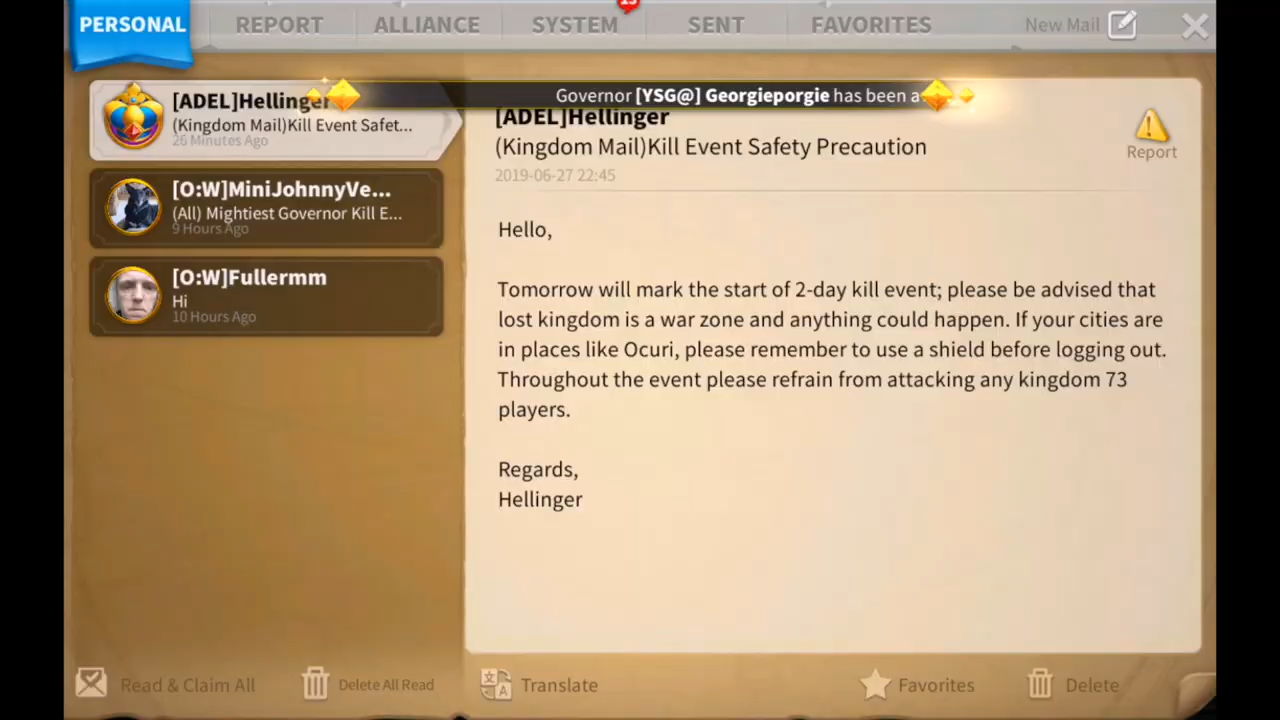 PERSONAL
REPORT
ALLIANCE
SYSTEM
SENT
FAVORITES
New Mail
[ADEL]Hellinger
(Kingdom Mail)Kill Event Safet...
26 Minutes Ago
[O:W]MiniJohnnyVe...
(All) Mightiest Governor Kill E...
9 Hours Ago
[O:W]Fullermm
Hi
10 Hours Ago
Governor [YSG@] Georgieporgie has been a
[ADEL]Hellinger
(Kingdom Mail)Kill Event Safety Precaution
2019-06-27 22:45
Report
Hello,
Tomorrow will mark the start of 2-day kill event; please be advised that
lost kingdom is a war zone and anything could happen. If your cities are
in places like Ocuri, please remember to use a shield before logging out.
Throughout the event please refrain from attacking any kingdom 73
players.
Regards,
Hellinger
Read & Claim All
Delete All Read
Translate
Favorites
Delete